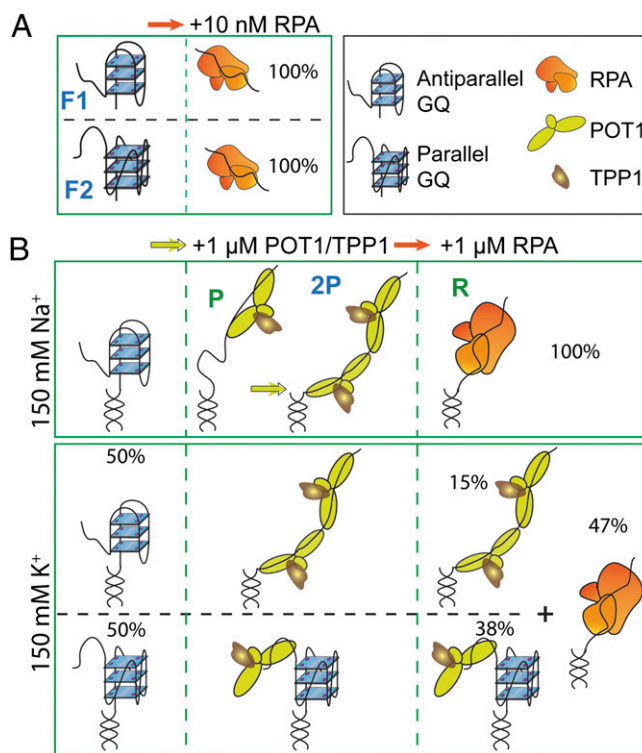 A
+10 nM RPA
F1
100%
F2
100%
Antiparallel
GQ
Parallel
GQ
RPA
POT1
TPP1
B
+1 µM POT1/TPP1 +1 µM RPA
150 mM Na⁺
P
2P
R
100%
150 mM K⁺
50%
15%
47%
+
50%
38%